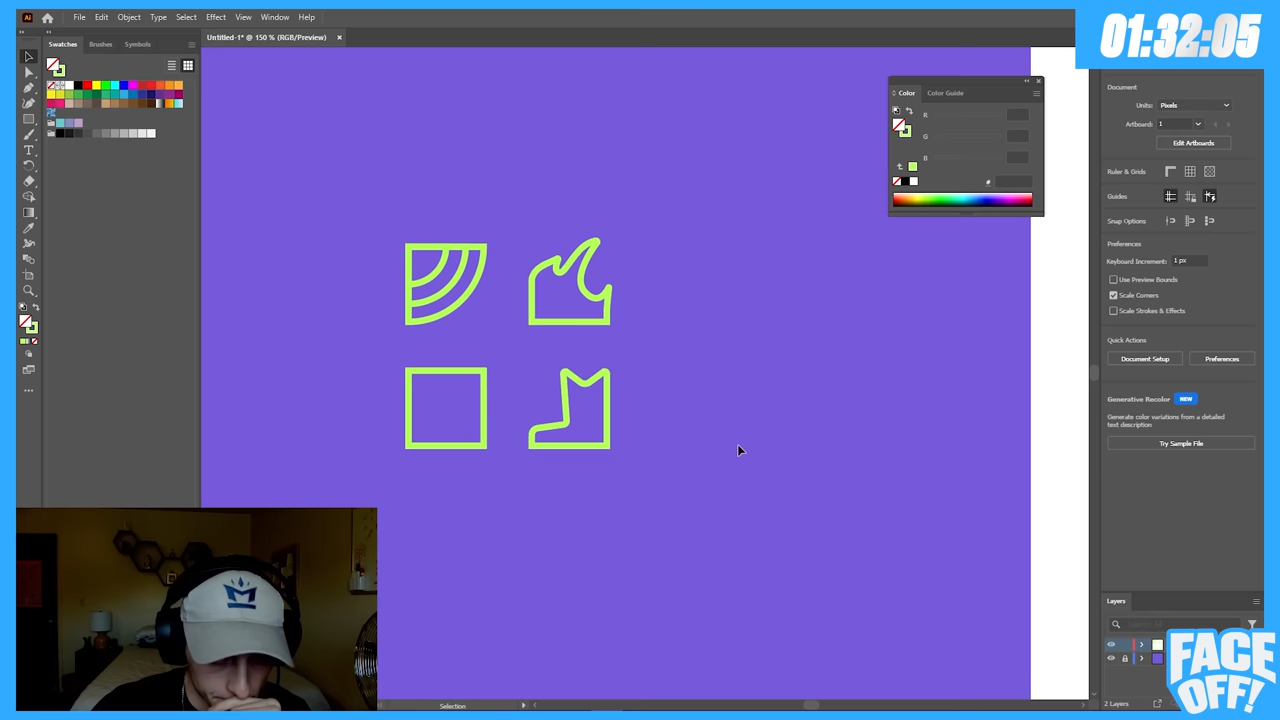 01:32:05
Ai File Edit Object Type Select Effect View Window Help
Untitled-1* @ 150 % (RGB/Preview)
Swatches Brushes Symbols
Color Color Guide
R
G
B
#
Document
Units: Pixels
Artboard: 1
Edit Artboards
Ruler & Grids
Guides
Snap Options
Preferences
Keyboard Increment: 1 px
Use Preview Bounds
Scale Corners
Scale Strokes & Effects
Quick Actions
Document Setup Preferences
Generative Recolor NEW
Generate color variations from a detailed
text description
Try Sample File
Layers
2 Layers
Selection
FACE
OFF!